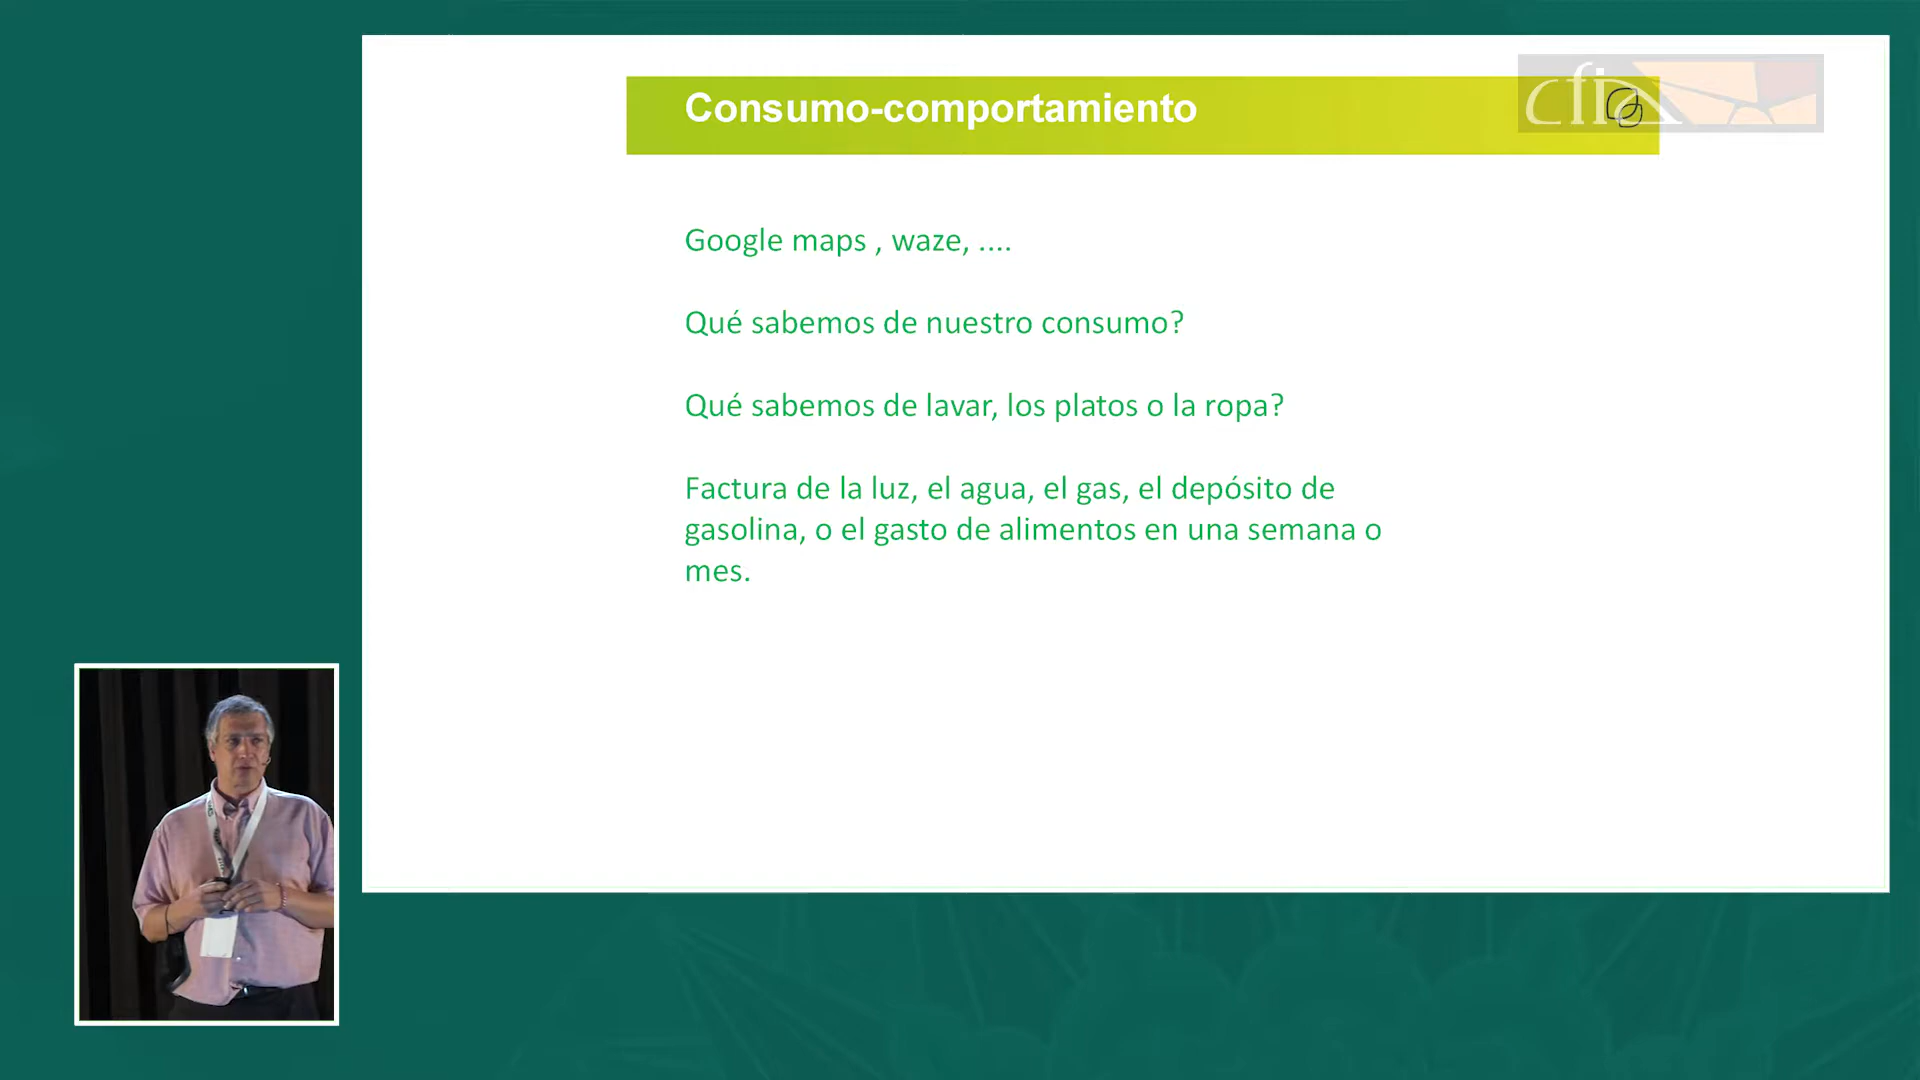 Consumo-comportamiento
cfia
Google maps , waze, ....
Qué sabemos de nuestro consumo?
Qué sabemos de lavar, los platos o la ropa?
Factura de la luz, el agua, el gas, el depósito de
gasolina, o el gasto de alimentos en una semana o
mes.